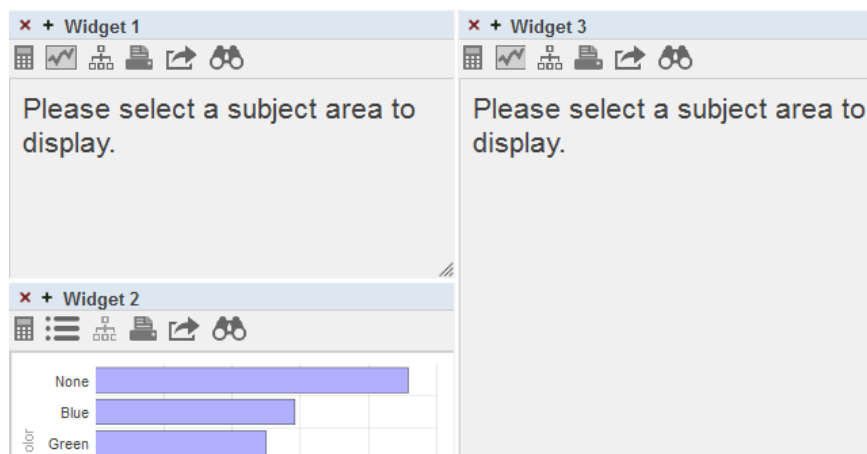 Widget 1
Please select a subject area to
display.
Widget 2
None
Blue
Green
Widget 3
Please select a subject area to
display.